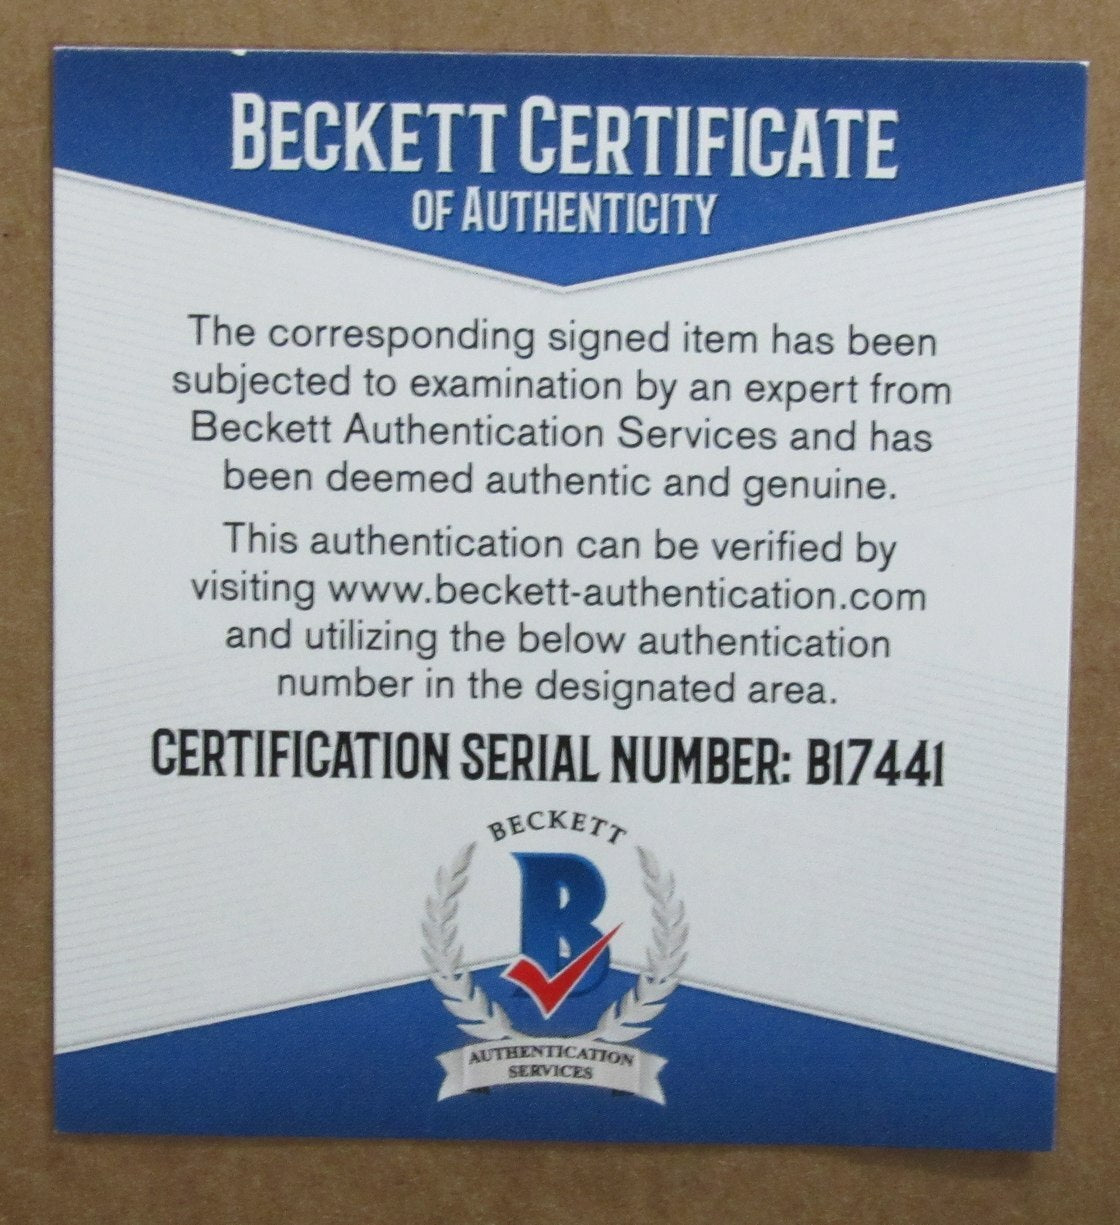 BECKETT CERTIFICATE
OF AUTHENTICITY
The corresponding signed item has been
subjected to examination by an expert from
Beckett Authentication Services and has
been deemed authentic and genuine.
This authentication can be verified by
visiting www.beckett-authentication.com
and utilizing the below authentication
number in the designated area.
CERTIFICATION SERIAL NUMBER: B17441
BECKETT
B
AUTHENTICATION
SERVICES